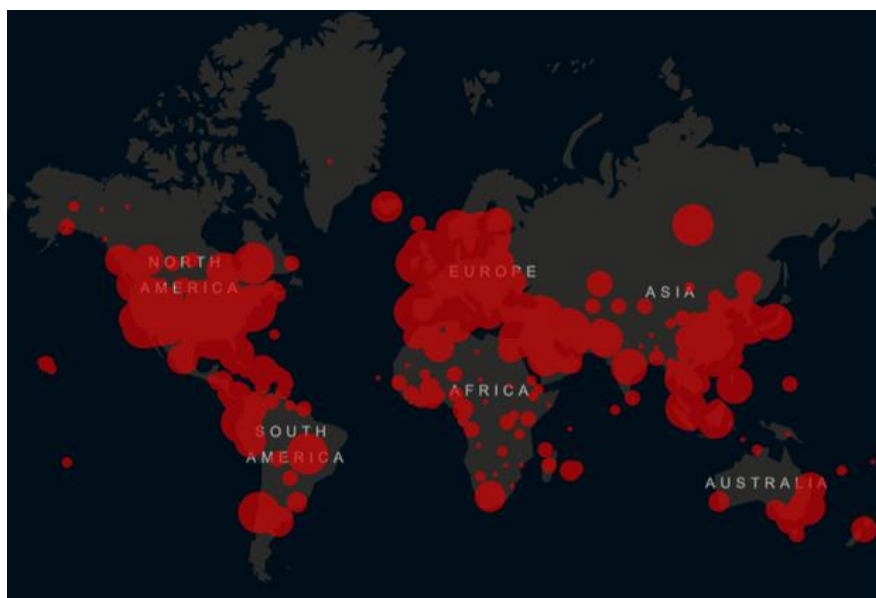 NORTH
AMERICA
EUROPE
ASIA
AFRICA
SOUTH
AMERICA
AUSTRALIA